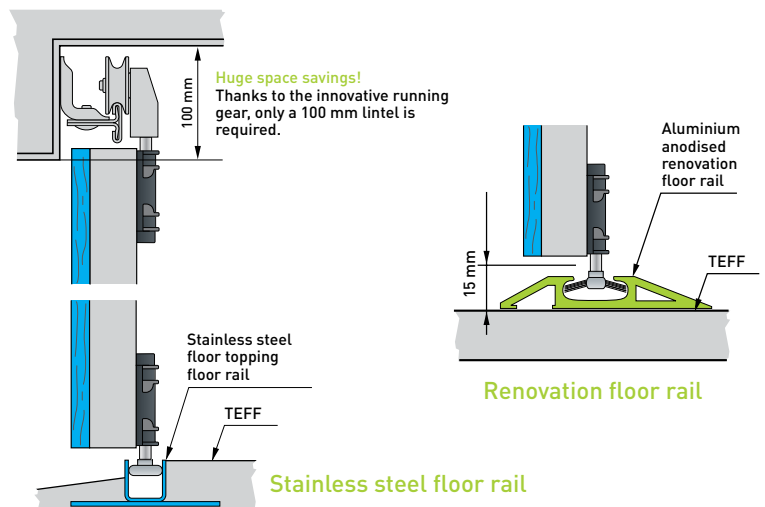 100 mm
Huge space savings!
Thanks to the innovative running
gear, only a 100 mm lintel is
required.
Aluminium
anodised
renovation
floor rail
TEFF
15 mm
Renovation floor rail
Stainless steel
floor topping
floor rail
TEFF
Stainless steel floor rail